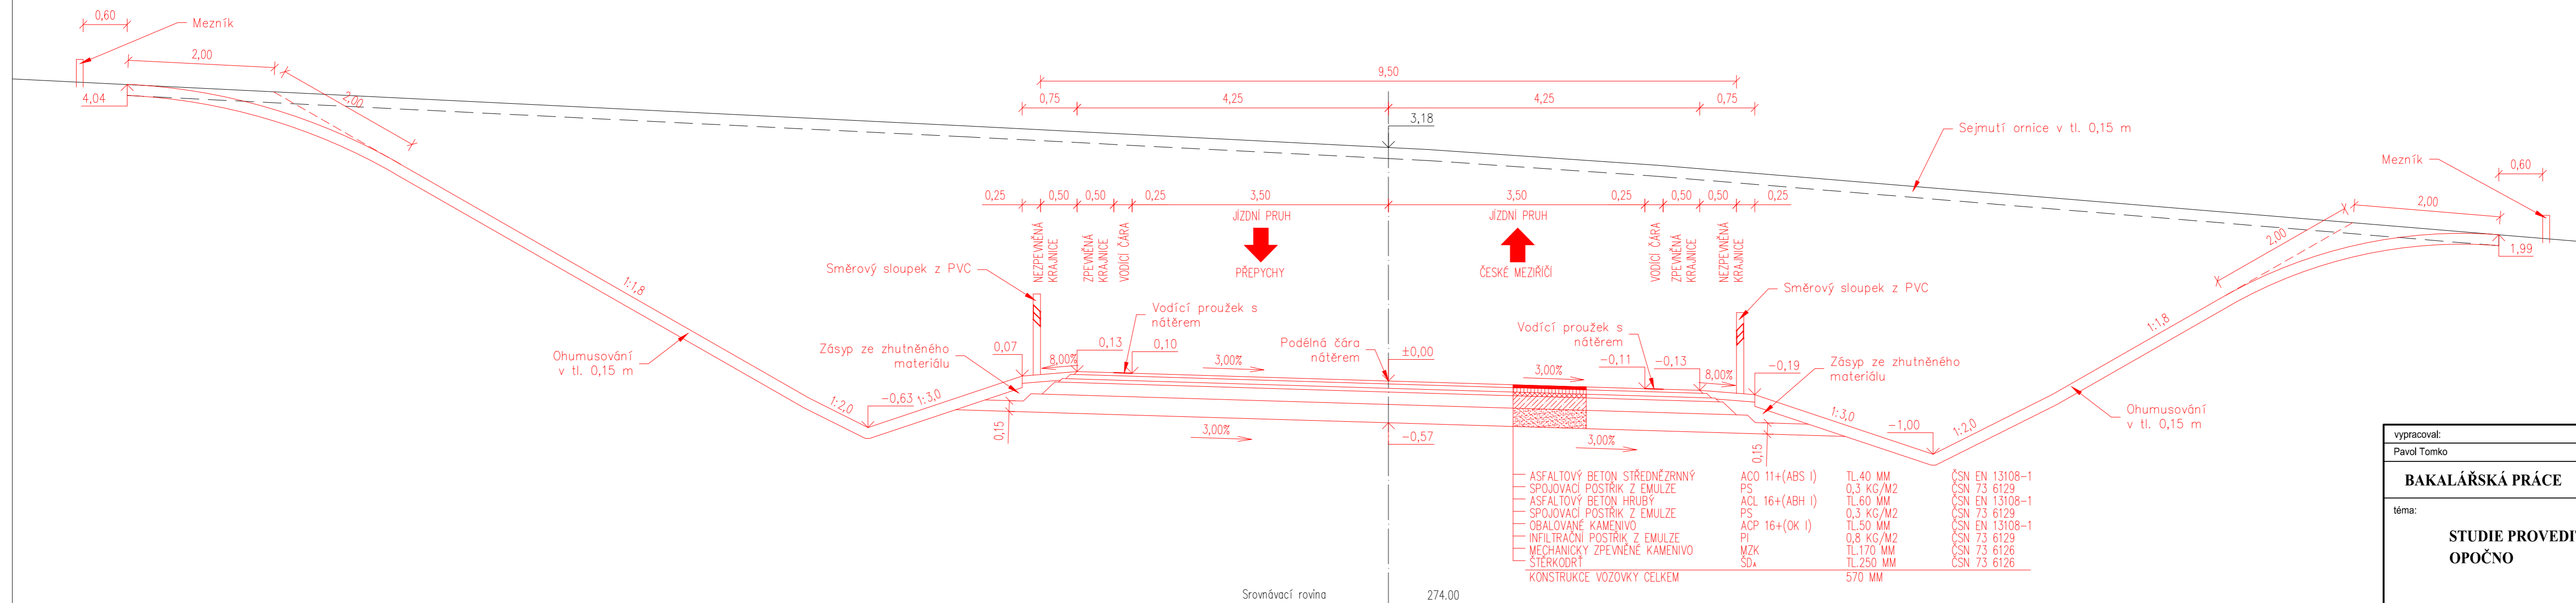 0,60
Mezník
2,00
2,00
4,04
9,50
0,75
4,25
4,25
0,75
3,18
Sejmutí ornice v tl. 0,15 m
Mezník
0,60
2,00
2,00
1,99
0,25
0,50
0,50
0,25
3,50
3,50
0,25
0,50
0,50
0,25
JÍZDNÍ PRUH
JÍZDNÍ PRUH
PŘEPYCHY
ČESKÉ MEZIŘÍČÍ
NEZPEVNĚNÁ
KRAJNICE
ZPEVNĚNÁ
KRAJNICE
VODÍCÍ ČÁRA
VODÍCÍ ČÁRA
ZPEVNĚNÁ
KRAJNICE
NEZPEVNĚNÁ
KRAJNICE
Směrový sloupek z PVC
Směrový sloupek z PVC
1:1,8
1:1,8
Vodící proužek s
nátěrem
Vodící proužek s
nátěrem
Podélná čára
nátěrem
Zásyp ze zhutněného
materiálu
Zásyp ze zhutněného
materiálu
Ohumusování
v tl. 0,15 m
Ohumusování
v tl. 0,15 m
0,07
8,00%
0,13
0,10
3,00%
±0,00
3,00%
-0,11
-0,13
8,00%
-0,19
1:2,0
-0,63
1:3,0
1:3,0
-1,00
1:2,0
0,15
3,00%
-0,57
3,00%
0,15
ASFALTOVÝ BETON STŘEDNĚZRNNÝ ACO 11+(ABS I) TL.40 MM ČSN EN 13108-1
SPOJOVACÍ POSTŘIK Z EMULZE PS 0,3 KG/M2 ČSN 73 6129
ASFALTOVÝ BETON HRUBÝ ACL 16+(ABH I) TL.60 MM ČSN EN 13108-1
SPOJOVACÍ POSTŘIK Z EMULZE PS 0,3 KG/M2 ČSN 73 6129
OBALOVANÉ KAMENIVO ACP 16+(OK I) TL.50 MM ČSN EN 13108-1
INFILTRAČNÍ POSTŘIK Z EMULZE PI 0,8 KG/M2 ČSN 73 6129
MECHANICKY ZPEVNĚNÉ KAMENIVO MZK TL.170 MM ČSN 73 6126
ŠTĚRKODRŤ ŠDA TL.250 MM ČSN 73 6126
KONSTRUKCE VOZOVKY CELKEM 570 MM
Srovnávací rovina 274.00
vypracoval:
Pavol Tomko
BAKALÁŘSKÁ PRÁCE
téma:
STUDIE PROVEDI
OPOČNO